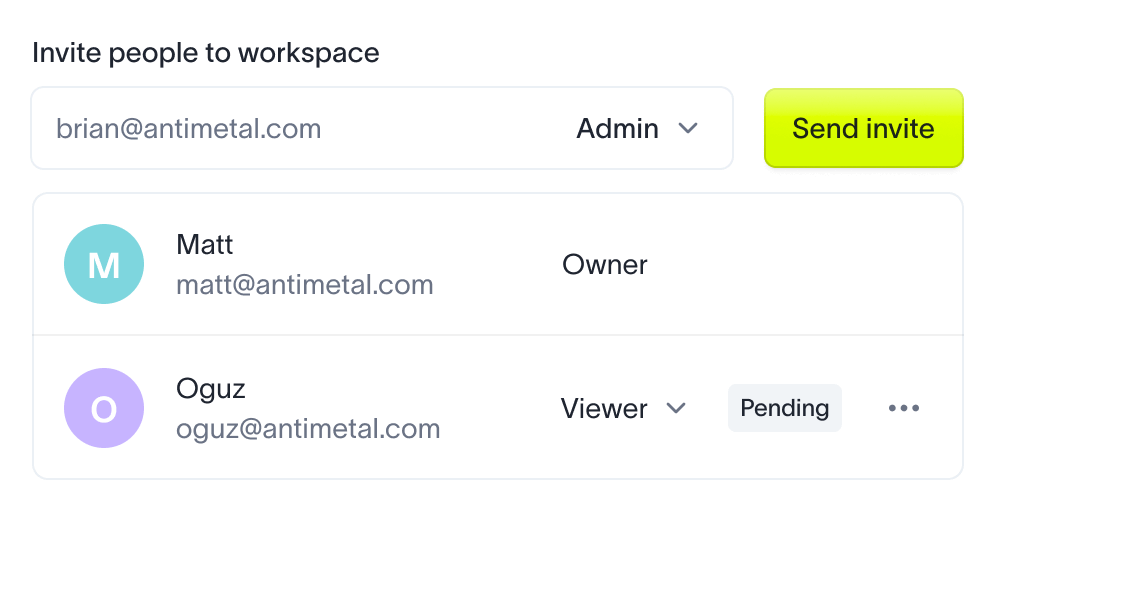 Invite people to workspace
brian@antimetal.com Admin Send invite
M Matt Owner
matt@antimetal.com
O Oguz Viewer Pending
oguz@antimetal.com